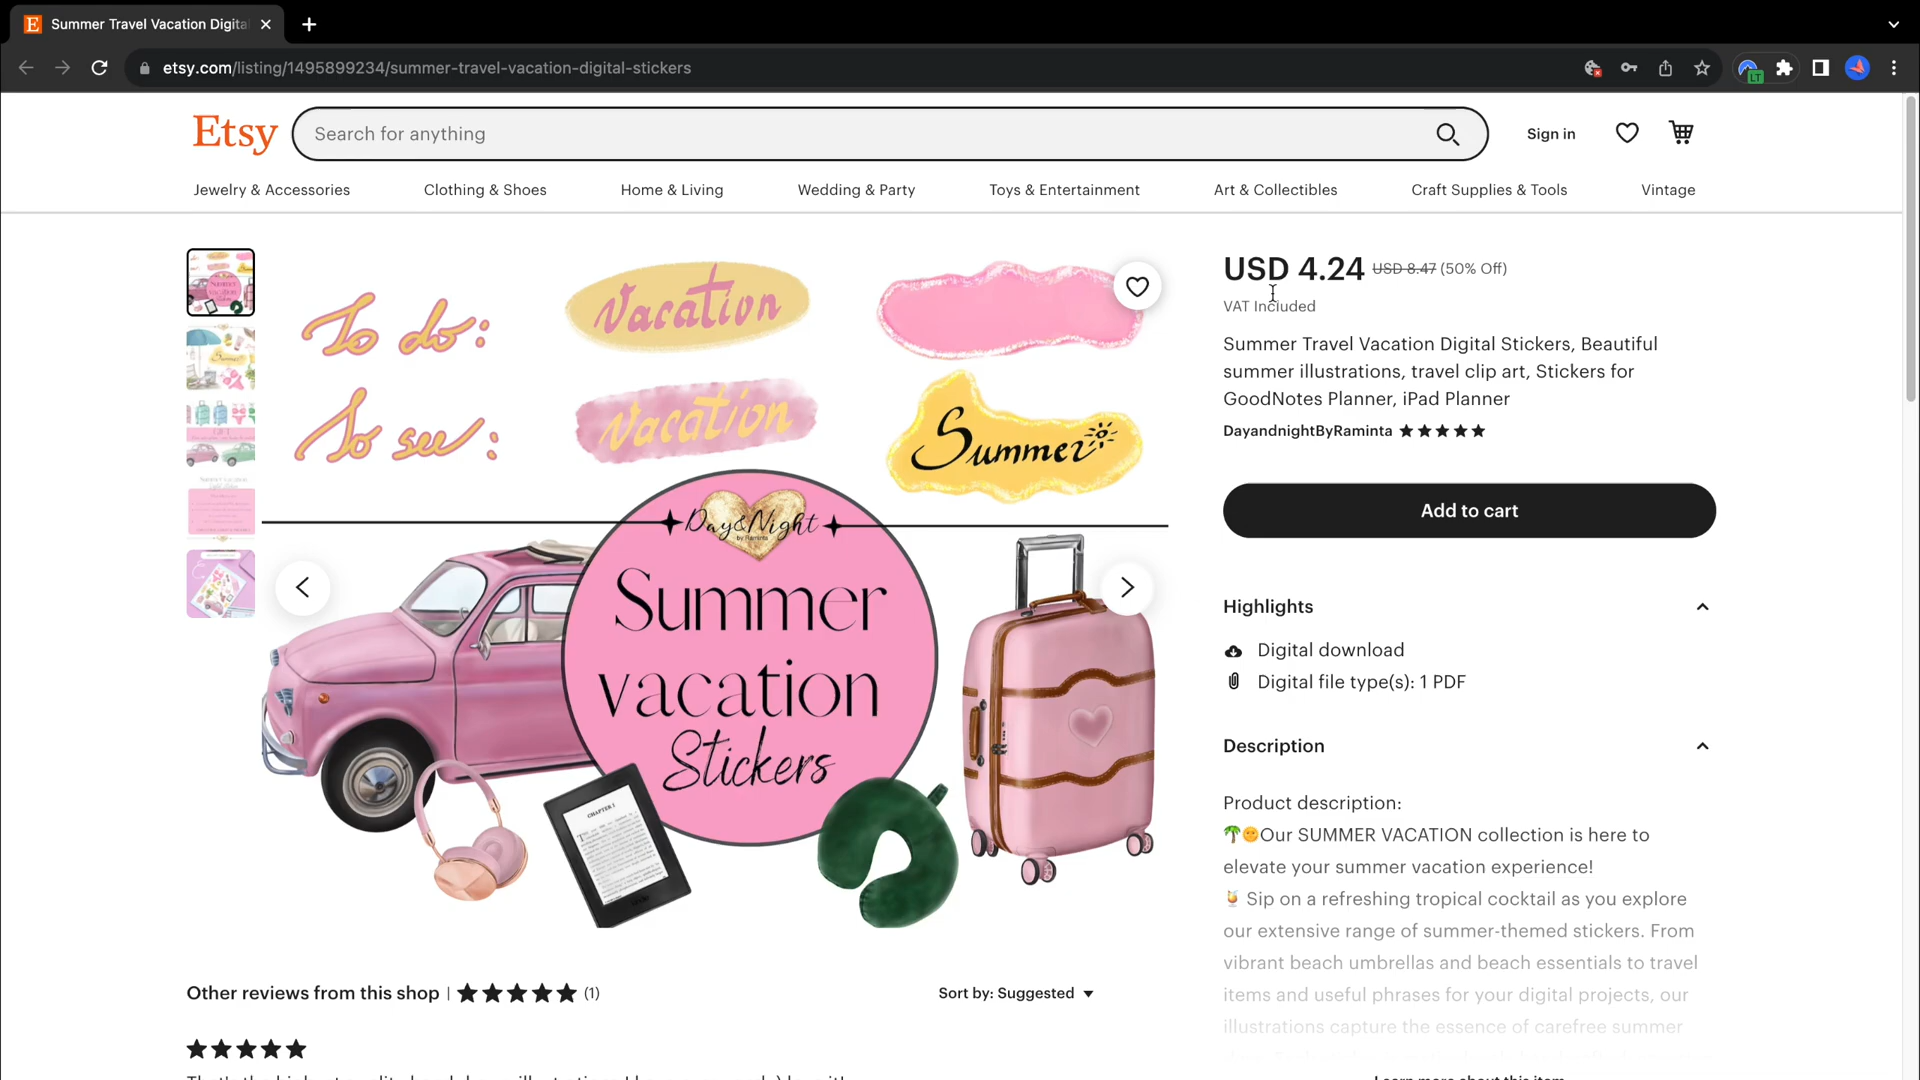 Summer Travel Vacation Digita
etsy.com/listing/1495899234/summer-travel-vacation-digital-stickers
LT
Etsy
Search for anything
Sign in
Jewelry & Accessories
Clothing & Shoes
Home & Living
Wedding & Party
Toys & Entertainment
Art & Collectibles
Craft Supplies & Tools
Vintage
To do:
Vacation
To see:
Vacation
Summer
Day&Night
by Raminta
Summer
vacation
Stickers
CHAPTER I
USD 4.24 USD 8.47 (50% Off)
VAT Included
Summer Travel Vacation Digital Stickers, Beautiful
summer illustrations, travel clip art, Stickers for
GoodNotes Planner, iPad Planner
DayandnightByRaminta
Add to cart
Highlights
Digital download
Digital file type(s): 1 PDF
Description
Product description:
🌴🌞Our SUMMER VACATION collection is here to
elevate your summer vacation experience!
🍹 Sip on a refreshing tropical cocktail as you explore
our extensive range of summer-themed stickers. From
vibrant beach umbrellas and beach essentials to travel
items and useful phrases for your digital projects, our
illustrations capture the essence of carefree summer
Learn more about this item
Other reviews from this shop | (1)
Sort by: Suggested